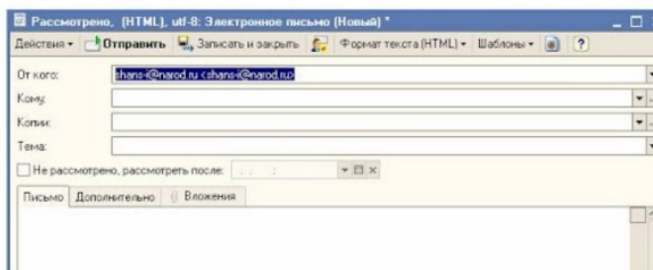 Рассмотрено, (HTML), utf-8: Электронное письмо (Новый) *
Действия Отправить Записать и закрыть Формат текста (HTML) Шаблоны ?
От кого: shans-i@narod.ru <shans-i@narod.ru>
Кому:
Копии:
Тема:
Не рассмотрено, рассмотреть после: . . :
Письмо Дополнительно Вложения